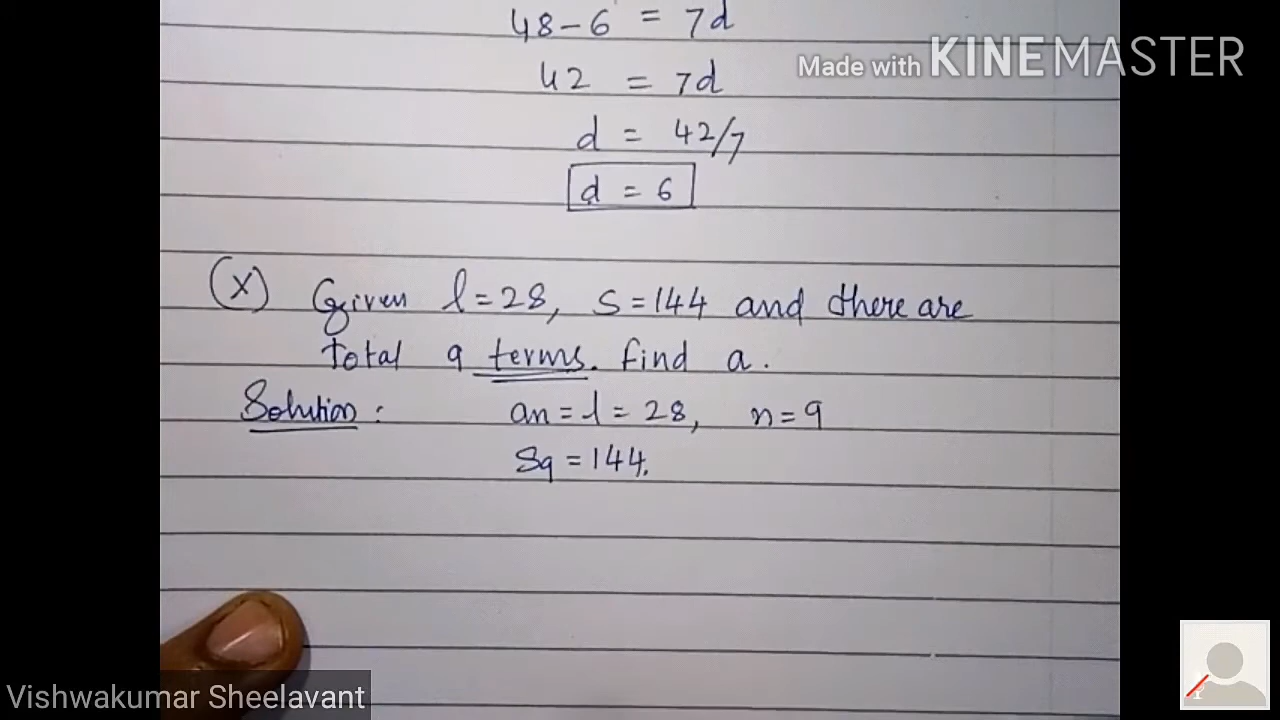 48 - 6 = 7d
Made with KINEMASTER
42 = 7d
d = 42/7
d = 6
(X) Given l = 28, S = 144 and there are
total 9 terms. find a.
Solution : an = l = 28, n = 9
S9 = 144.
Vishwakumar Sheelavant